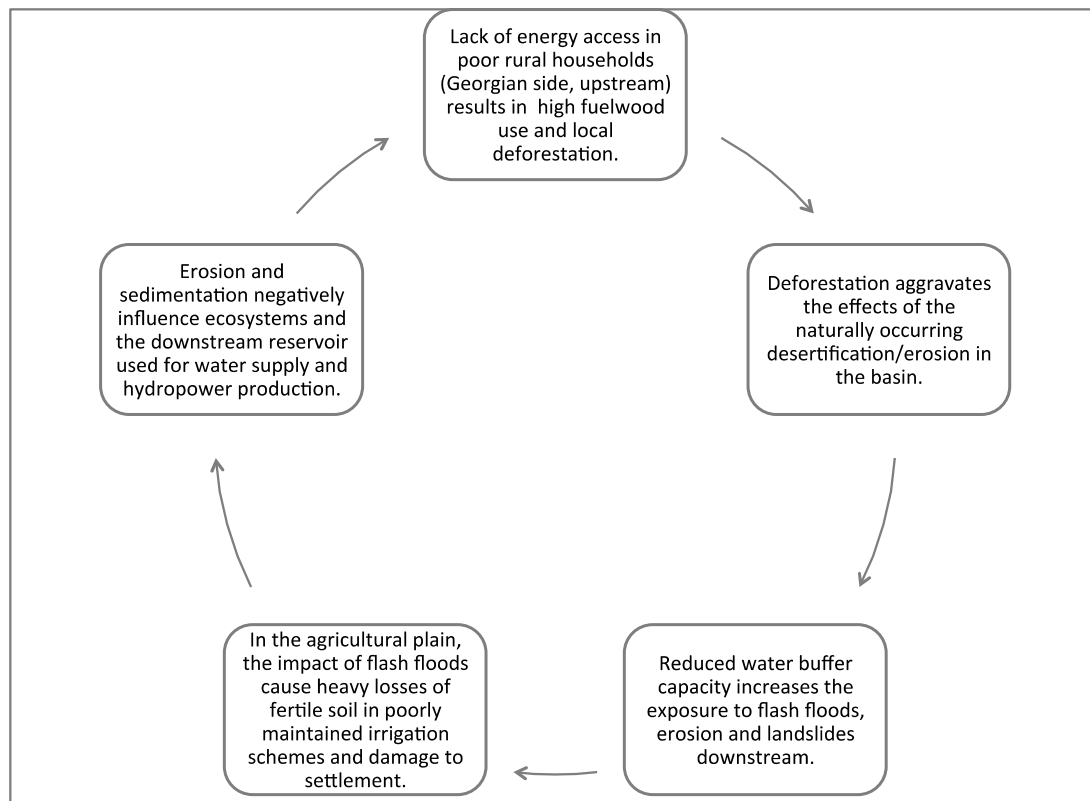 Lack of energy access in
poor rural households
(Georgian side, upstream)
results in high fuelwood
use and local
deforestation.
Deforestation aggravates
the effects of the
naturally occurring
desertification/erosion in
the basin.
Reduced water buffer
capacity increases the
exposure to flash floods,
erosion and landslides
downstream.
In the agricultural plain,
the impact of flash floods
cause heavy losses of
fertile soil in poorly
maintained irrigation
schemes and damage to
settlement.
Erosion and
sedimentation negatively
influence ecosystems and
the downstream reservoir
used for water supply and
hydropower production.